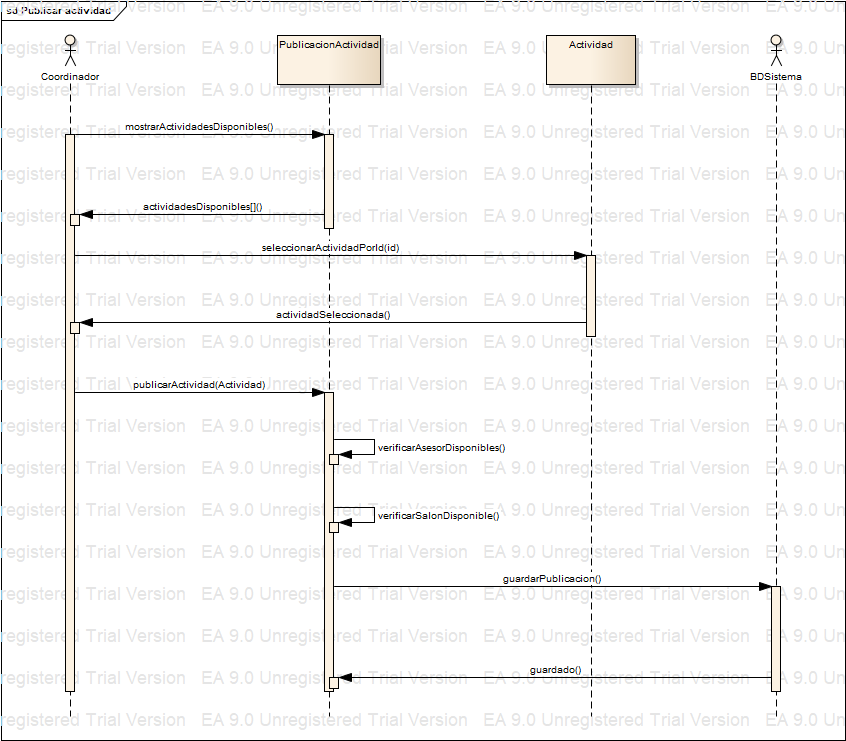 sd Publicar actividad
Coordinador
PublicacionActividad
Actividad
BDSistema
mostrarActividadesDisponibles()
actividadesDisponibles[]()
seleccionarActividadPorId(id)
actividadSeleccionada()
publicarActividad(Actividad)
verificarAsesorDisponibles()
verificarSalonDisponible()
guardarPublicacion()
guardado()
EA 9.0 Unregistered Trial Version